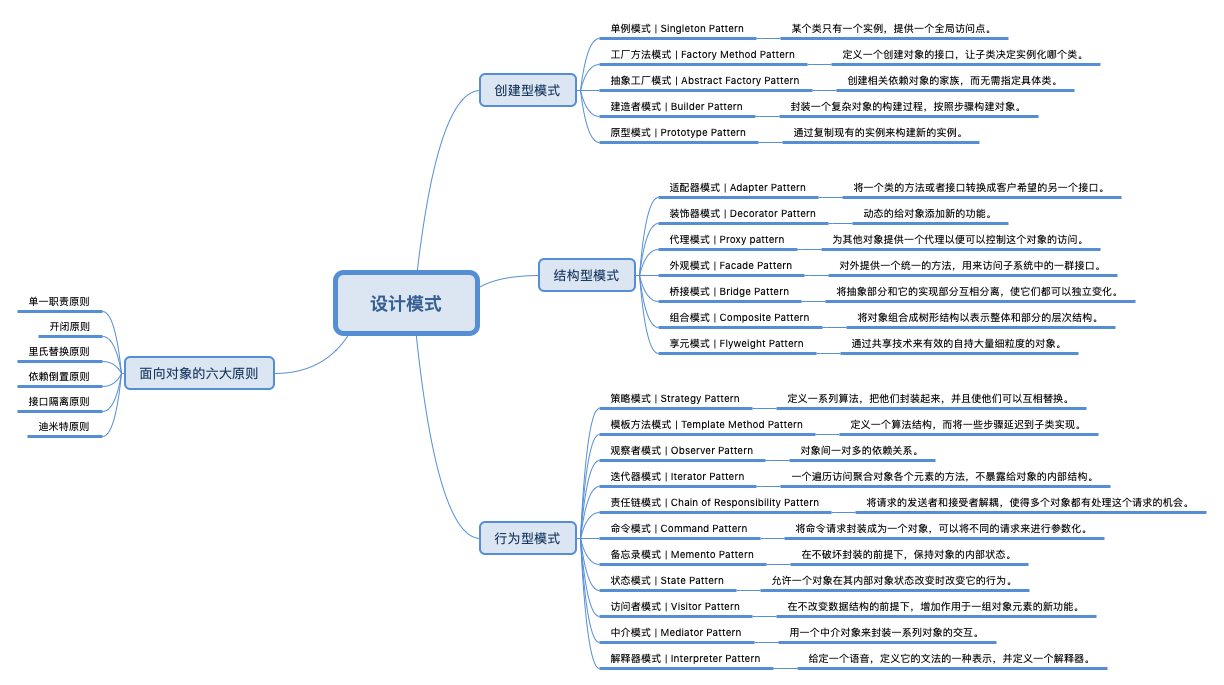 设计模式
创建型模式
单例模式 | Singleton Pattern
某个类只有一个实例，提供一个全局访问点。
工厂方法模式 | Factory Method Pattern
定义一个创建对象的接口，让子类决定实例化哪个类。
抽象工厂模式 | Abstract Factory Pattern
创建相关依赖对象的家族，而无需指定具体类。
建造者模式 | Builder Pattern
封装一个复杂对象的构建过程，按照步骤构建对象。
原型模式 | Prototype Pattern
通过复制现有的实例来构建新的实例。
结构型模式
适配器模式 | Adapter Pattern
将一个类的方法或者接口转换成客户希望的另一个接口。
装饰器模式 | Decorator Pattern
动态的给对象添加新的功能。
代理模式 | Proxy pattern
为其他对象提供一个代理以便可以控制这个对象的访问。
外观模式 | Facade Pattern
对外提供一个统一的方法，用来访问子系统中的一群接口。
桥接模式 | Bridge Pattern
将抽象部分和它的实现部分互相分离，使它们都可以独立变化。
组合模式 | Composite Pattern
将对象组合成树形结构以表示整体和部分的层次结构。
享元模式 | Flyweight Pattern
通过共享技术来有效的自持大量细粒度的对象。
行为型模式
策略模式 | Strategy Pattern
定义一系列算法，把他们封装起来，并且使他们可以互相替换。
模板方法模式 | Template Method Pattern
定义一个算法结构，而将一些步骤延迟到子类实现。
观察者模式 | Observer Pattern
对象间一对多的依赖关系。
迭代器模式 | Iterator Pattern
一个遍历访问聚合对象各个元素的方法，不暴露给对象的内部结构。
责任链模式 | Chain of Responsibility Pattern
将请求的发送者和接受者解耦，使得多个对象都有处理这个请求的机会。
命令模式 | Command Pattern
将命令请求封装成为一个对象，可以将不同的请求来进行参数化。
备忘录模式 | Memento Pattern
在不破坏封装的前提下，保持对象的内部状态。
状态模式 | State Pattern
允许一个对象在其内部对象状态改变时改变它的行为。
访问者模式 | Visitor Pattern
在不改变数据结构的前提下，增加作用于一组对象元素的新功能。
中介模式 | Mediator Pattern
用一个中介对象来封装一系列对象的交互。
解释器模式 | Interpreter Pattern
给定一个语音，定义它的文法的一种表示，并定义一个解释器。
面向对象的六大原则
单一职责原则
开闭原则
里氏替换原则
依赖倒置原则
接口隔离原则
迪米特原则